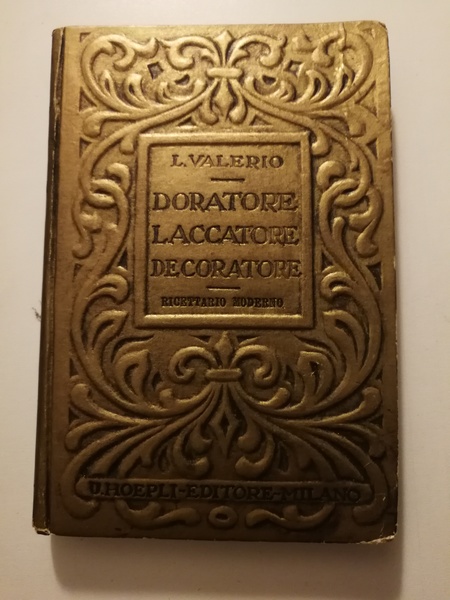 L. VALERIO
DORATORE
LACCATORE
DECORATORE
RICETTARIO MODERNO
U. HOEPLI-EDITORE-MILANO